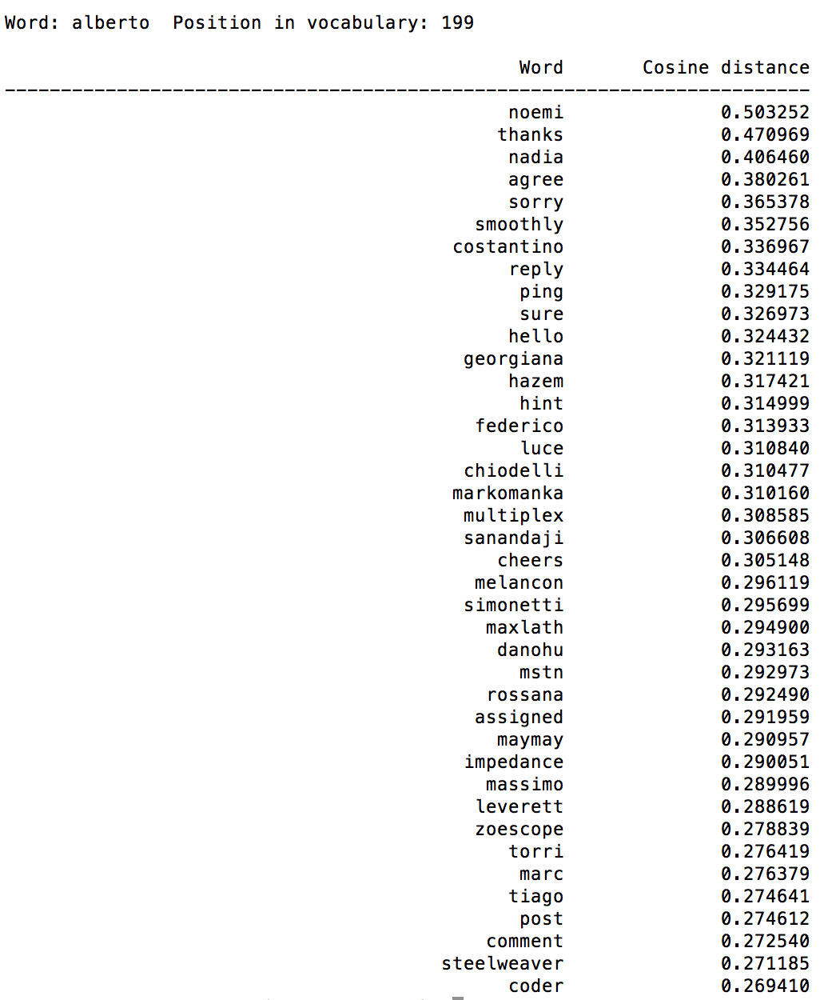 Word: alberto  Position in vocabulary: 199
Word       Cosine distance
------------------------------------------------------------------------
noemi 0.503252
thanks 0.470969
nadia 0.406460
agree 0.380261
sorry 0.365378
smoothly 0.352756
costantino 0.336967
reply 0.334464
ping 0.329175
sure 0.326973
hello 0.324432
georgiana 0.321119
hazem 0.317421
hint 0.314999
federico 0.313933
luce 0.310840
chiodelli 0.310477
markomanka 0.310160
multiplex 0.308585
sanandaji 0.306608
cheers 0.305148
melancon 0.296119
simonetti 0.295699
maxlath 0.294900
danohu 0.293163
mstn 0.292973
rossana 0.292490
assigned 0.291959
maymay 0.290957
impedance 0.290051
massimo 0.289996
leverett 0.288619
zoescope 0.278839
torri 0.276419
marc 0.276379
tiago 0.274641
post 0.274612
comment 0.272540
steelweaver 0.271185
coder 0.269410